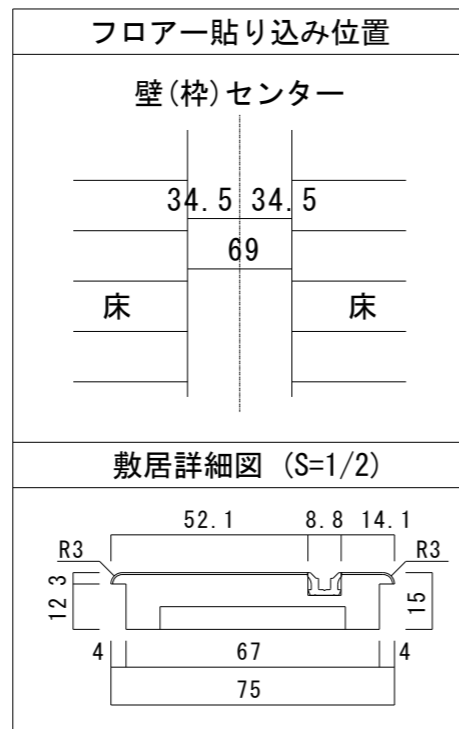 フロアー貼り込み位置
壁(枠)センター
34.5 34.5
69
床 床
敷居詳細図 (S=1/2)
52.1 8.8 14.1
R3 R3
3
12 15
4 67 4
75